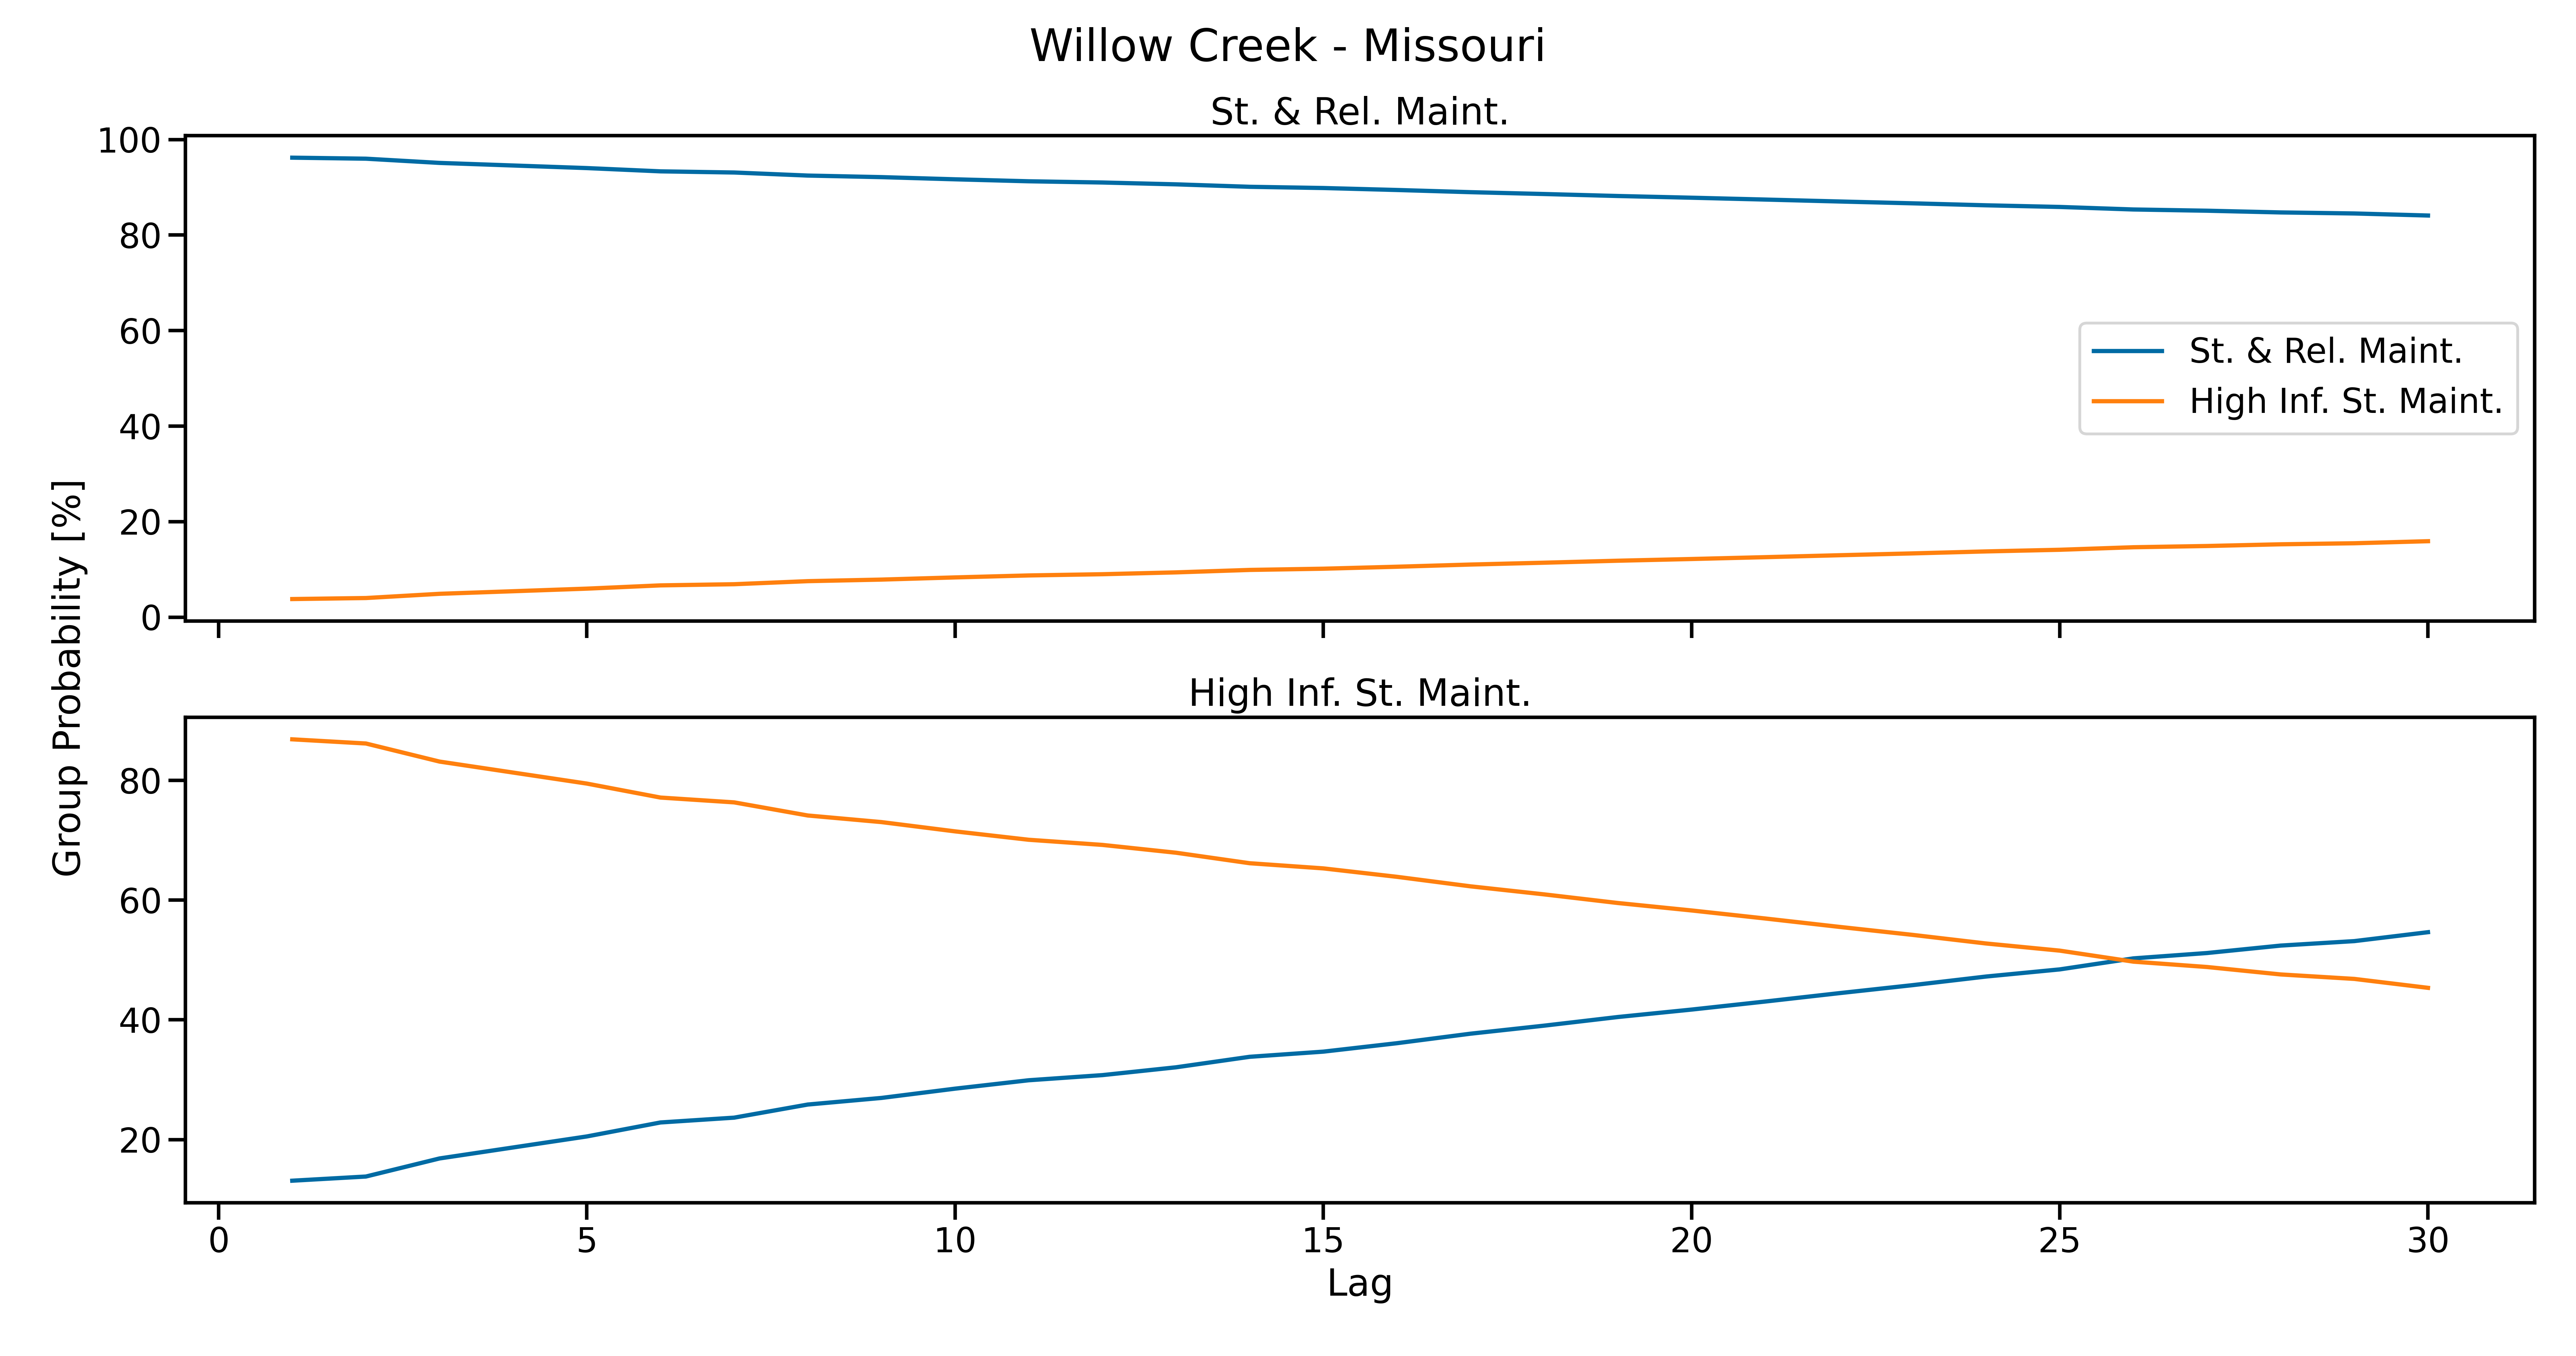 Willow Creek - Missouri
St. & Rel. Maint.
100
80
60
40
20
0
St. & Rel. Maint.
High Inf. St. Maint.
Group Probability [%]
High Inf. St. Maint.
80
60
40
20
0 5 10 15 20 25 30
Lag